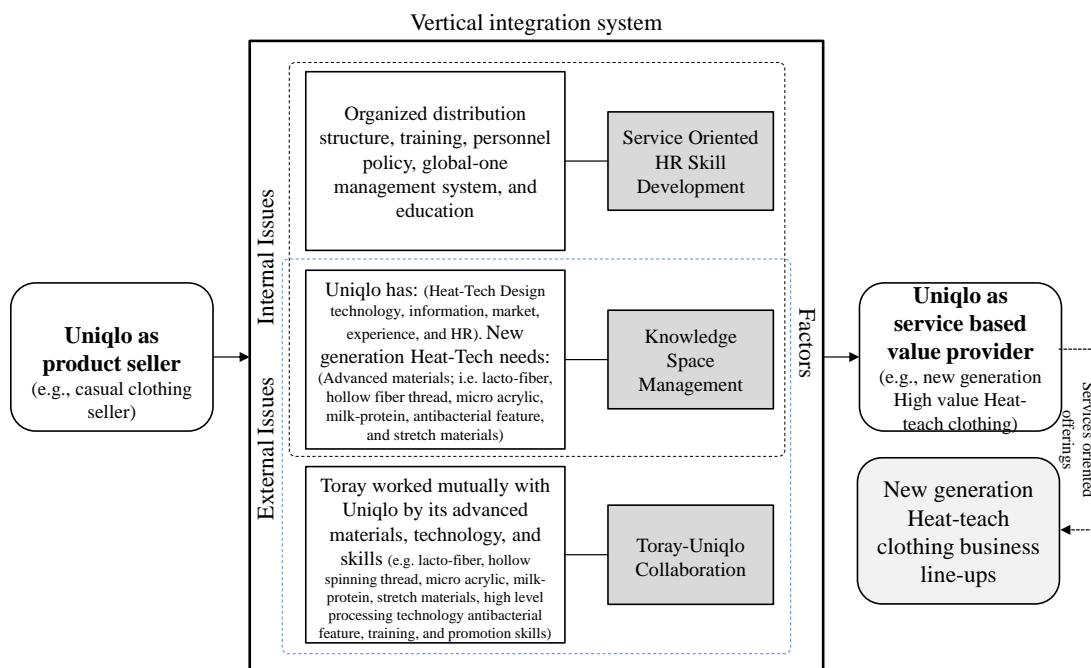 Vertical integration system
Internal Issues
External Issues
Factors
Uniqlo as
product seller
(e.g., casual clothing
seller)
Organized distribution
structure, training, personnel
policy, global-one
management system, and
education
Service Oriented
HR Skill
Development
Uniqlo has: (Heat-Tech Design
technology, information, market,
experience, and HR). New
generation Heat-Tech needs:
(Advanced materials; i.e. lacto-fiber,
hollow fiber thread, micro acrylic,
milk-protein, antibacterial feature,
and stretch materials)
Knowledge
Space
Management
Toray worked mutually with
Uniqlo by its advanced
materials, technology, and
skills (e.g. lacto-fiber, hollow
spinning thread, micro acrylic, milk-
protein, stretch materials, high level
processing technology antibacterial
feature, training, and promotion skills)
Toray-Uniqlo
Collaboration
Uniqlo as
service based
value provider
(e.g., new generation
High value Heat-
teach clothing)
Services oriented
offerings
New generation
Heat-teach
clothing business
line-ups